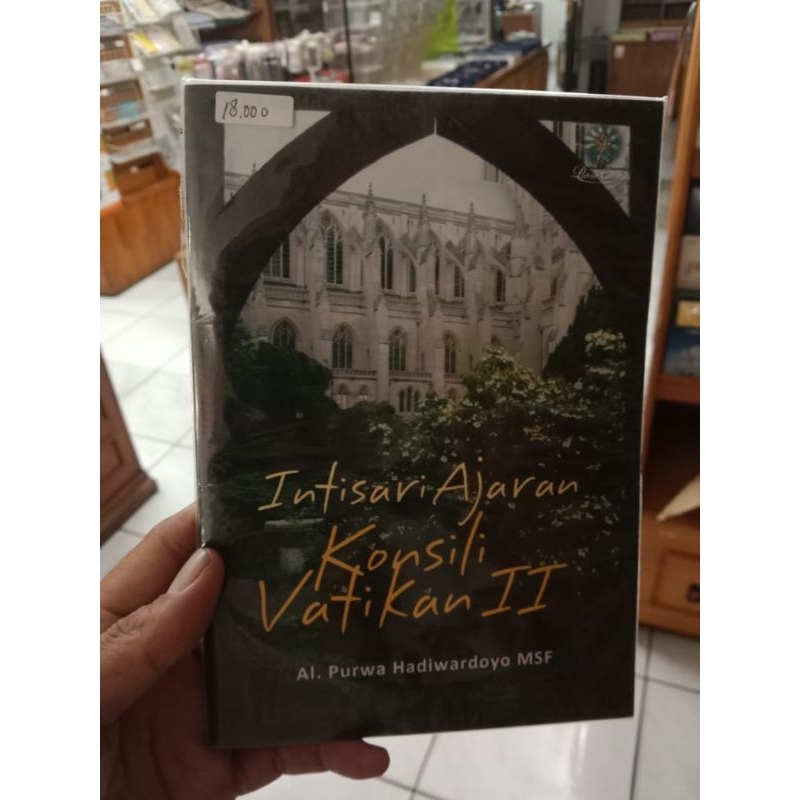 18.000
Intisari Ajaran
Konsili
Vatikan II
Al. Purwa Hadiwardoyo MSF